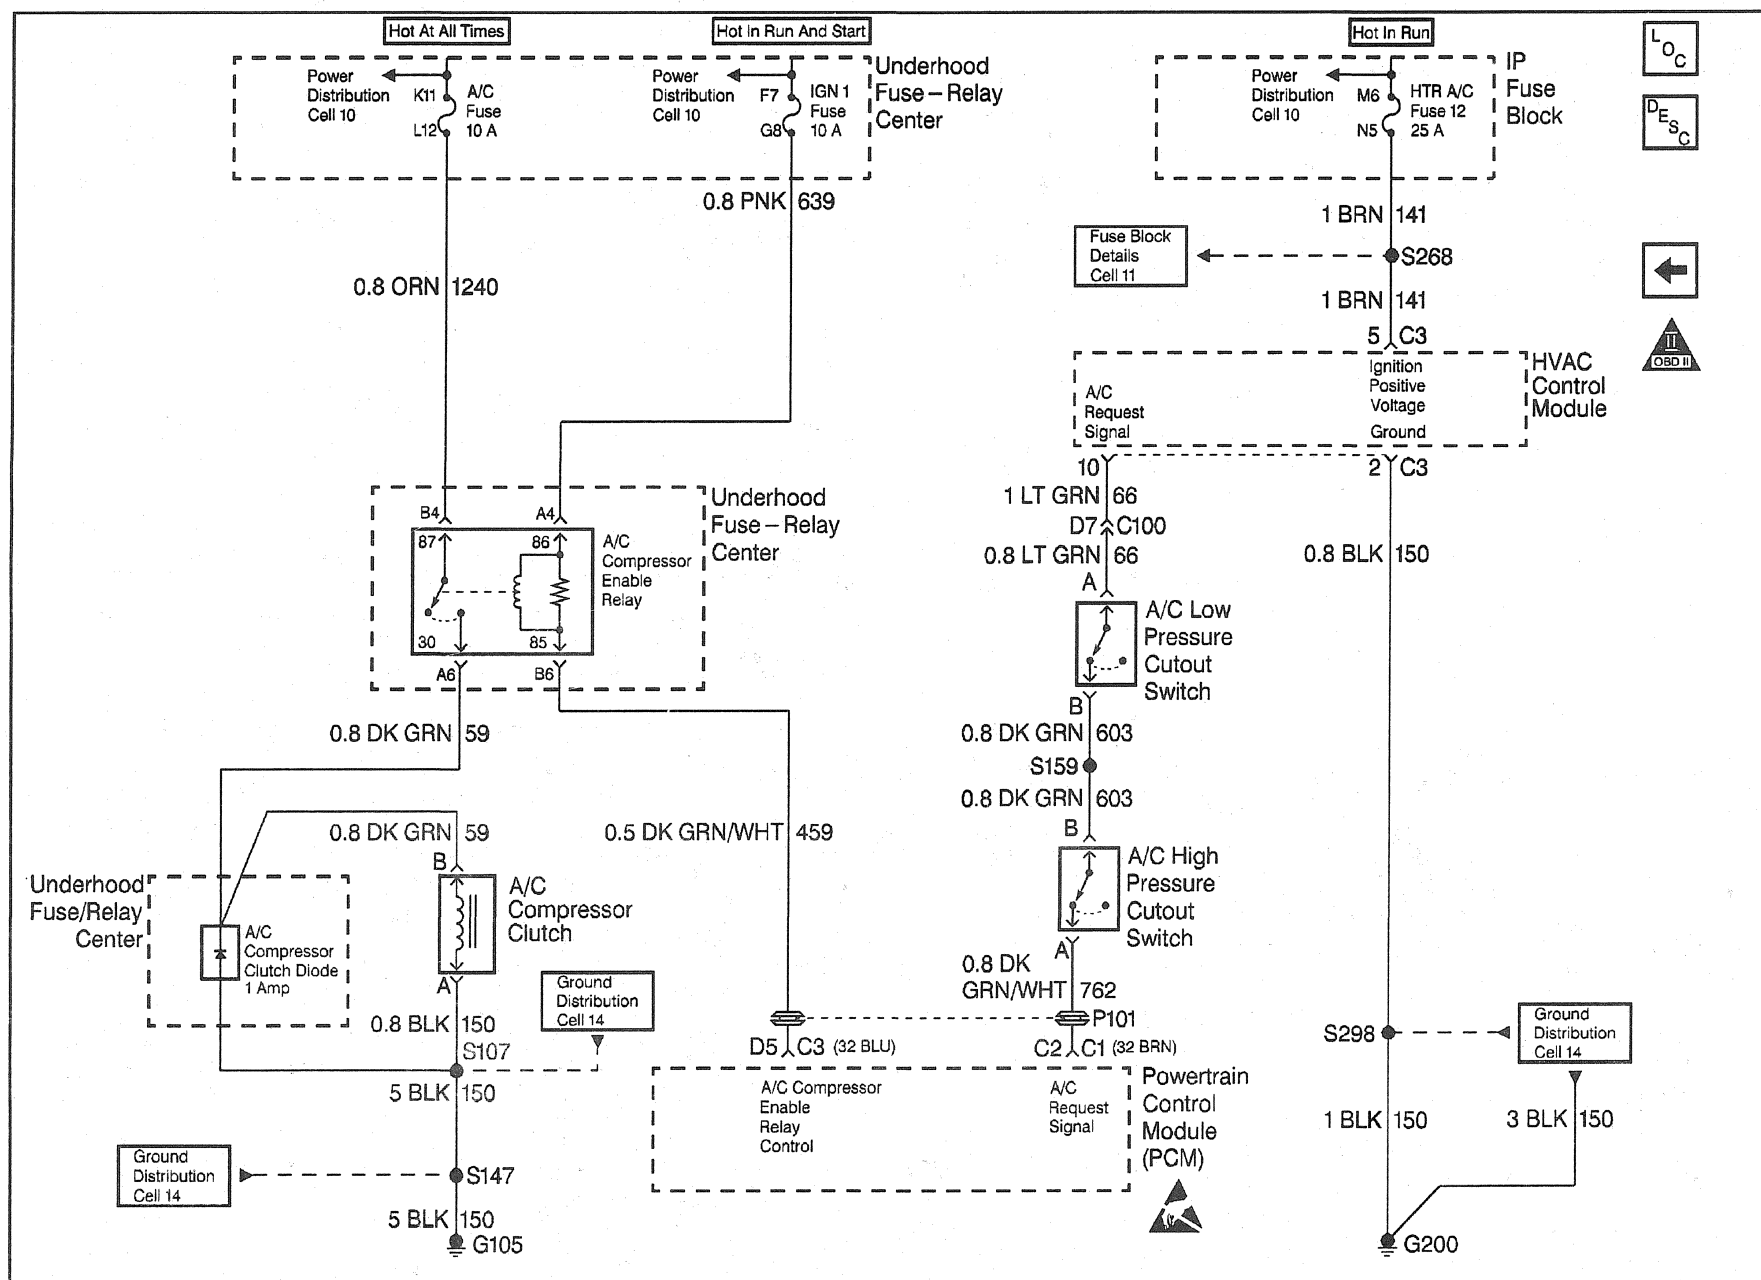 Hot At All Times
Hot In Run And Start
Hot In Run
L
O
C
D
E
S
C
Power
Distribution
Cell 10
K11
L12
A/C
Fuse
10 A
Power
Distribution
Cell 10
F7
G8
IGN 1
Fuse
10 A
Underhood
Fuse – Relay
Center
Power
Distribution
Cell 10
M6
N5
HTR A/C
Fuse 12
25 A
IP
Fuse
Block
0.8 PNK 639
1 BRN 141
Fuse Block
Details
Cell 11
S268
0.8 ORN 1240
1 BRN 141
5 C3
II
OBD II
A/C
Request
Signal
Ignition
Positive
Voltage
Ground
HVAC
Control
Module
10
2 C3
1 LT GRN 66
D7 C100
0.8 LT GRN 66
0.8 BLK 150
B4
A4
87
86
30
85
A6
B6
A/C
Compressor
Enable
Relay
Underhood
Fuse – Relay
Center
A
A/C Low
Pressure
Cutout
Switch
B
0.8 DK GRN 59
0.8 DK GRN 603
S159
0.8 DK GRN 603
0.8 DK GRN 59
0.5 DK GRN/WHT 459
B
A/C High
Pressure
Cutout
Switch
A
B
Underhood
Fuse/Relay
Center
A/C
Compressor
Clutch Diode
1 Amp
A/C
Compressor
Clutch
A
Ground
Distribution
Cell 14
0.8 DK
GRN/WHT 762
P101
0.8 BLK 150
S107
5 BLK 150
D5 C3 (32 BLU)
C2 C1 (32 BRN)
S298
Ground
Distribution
Cell 14
A/C Compressor
Enable
Relay
Control
A/C
Request
Signal
Powertrain
Control
Module
(PCM)
1 BLK 150
3 BLK 150
Ground
Distribution
Cell 14
S147
5 BLK 150
G105
G200